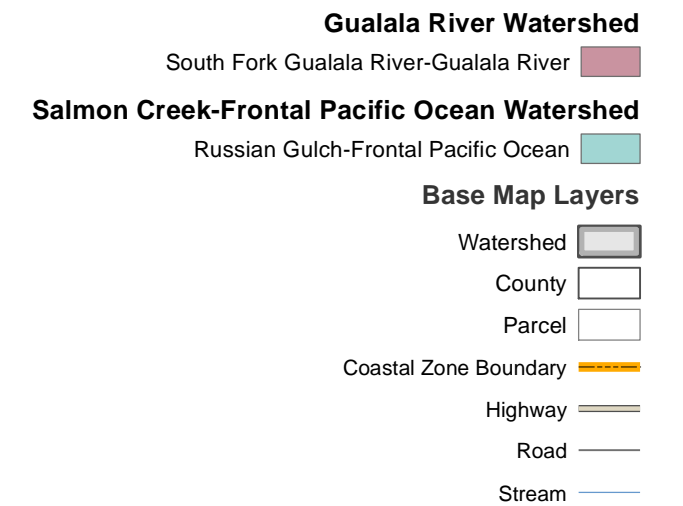 Gualala River Watershed
South Fork Gualala River-Gualala River
Salmon Creek-Frontal Pacific Ocean Watershed
Russian Gulch-Frontal Pacific Ocean
Base Map Layers
Watershed
County
Parcel
Coastal Zone Boundary
Highway
Road
Stream